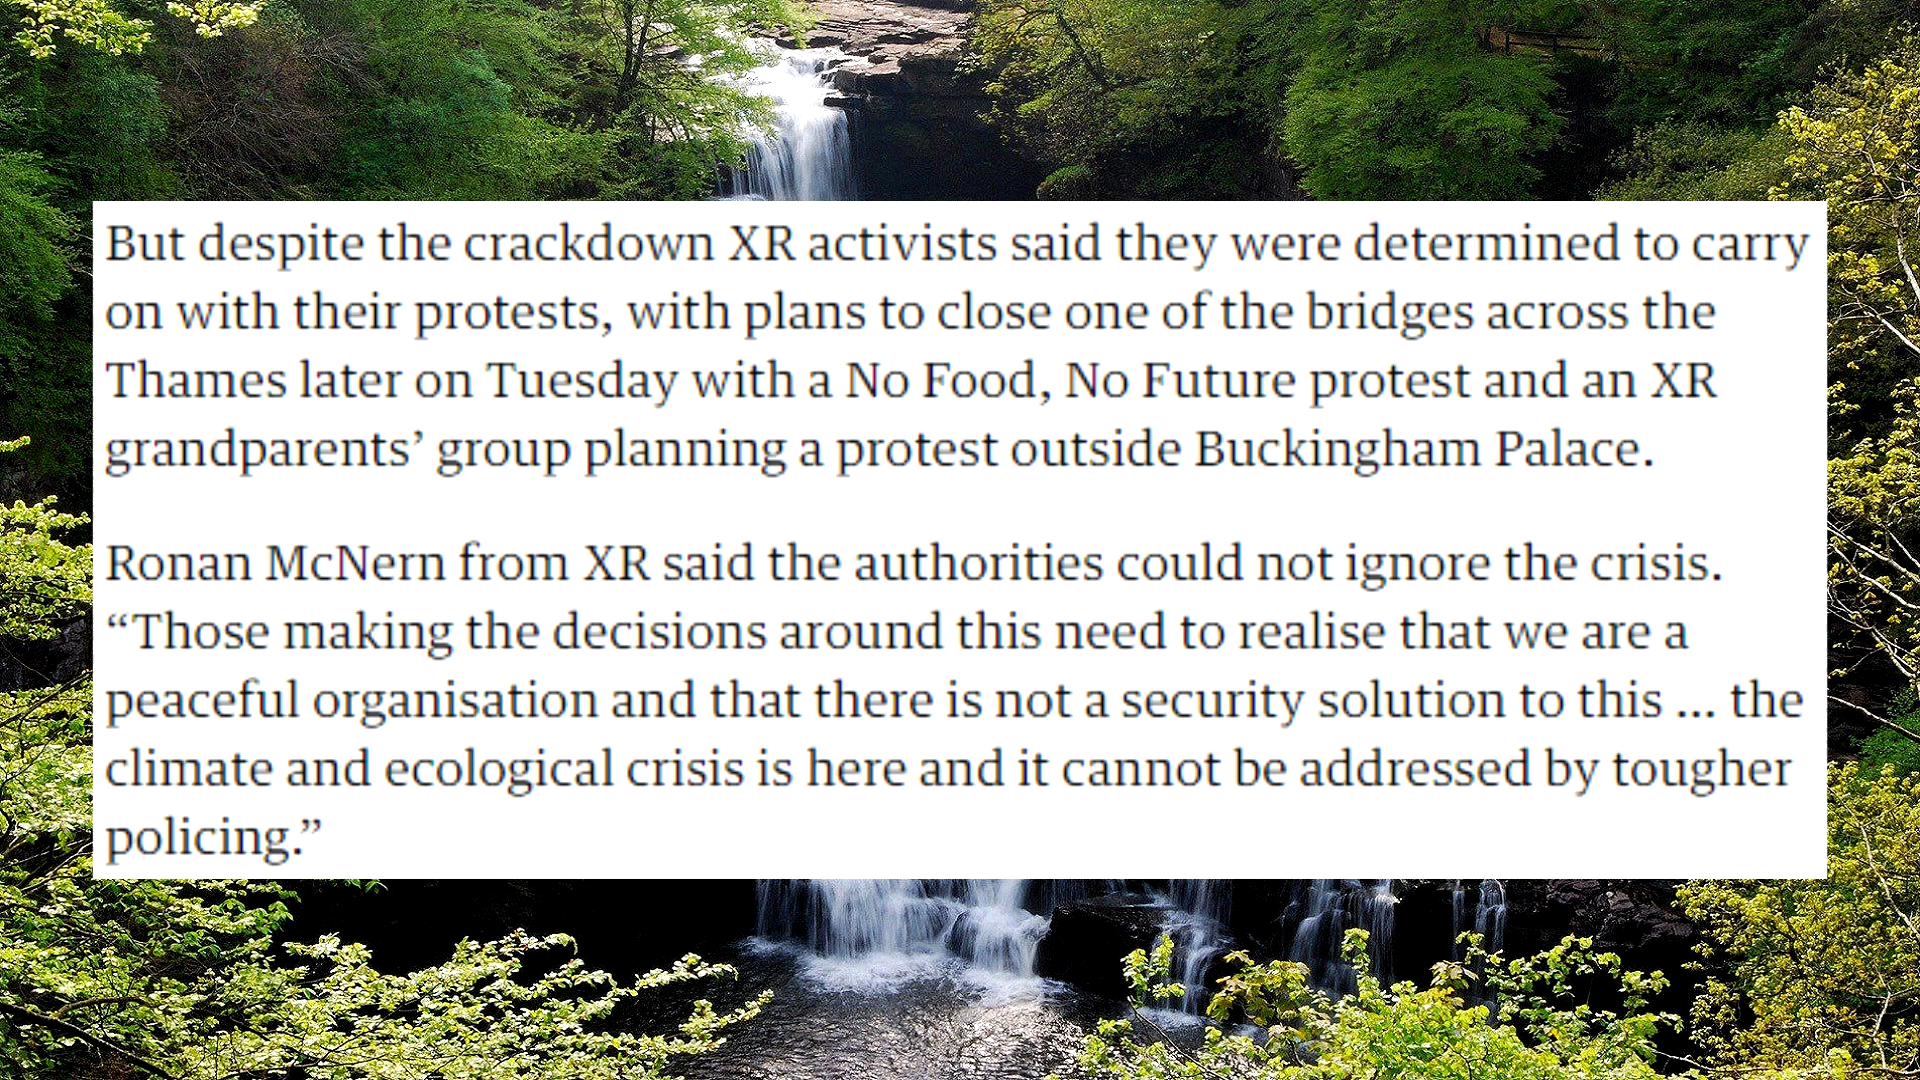 But despite the crackdown XR activists said they were determined to carry
on with their protests, with plans to close one of the bridges across the
Thames later on Tuesday with a No Food, No Future protest and an XR
grandparents’ group planning a protest outside Buckingham Palace.
Ronan McNern from XR said the authorities could not ignore the crisis.
“Those making the decisions around this need to realise that we are a
peaceful organisation and that there is not a security solution to this ... the
climate and ecological crisis is here and it cannot be addressed by tougher
policing.”